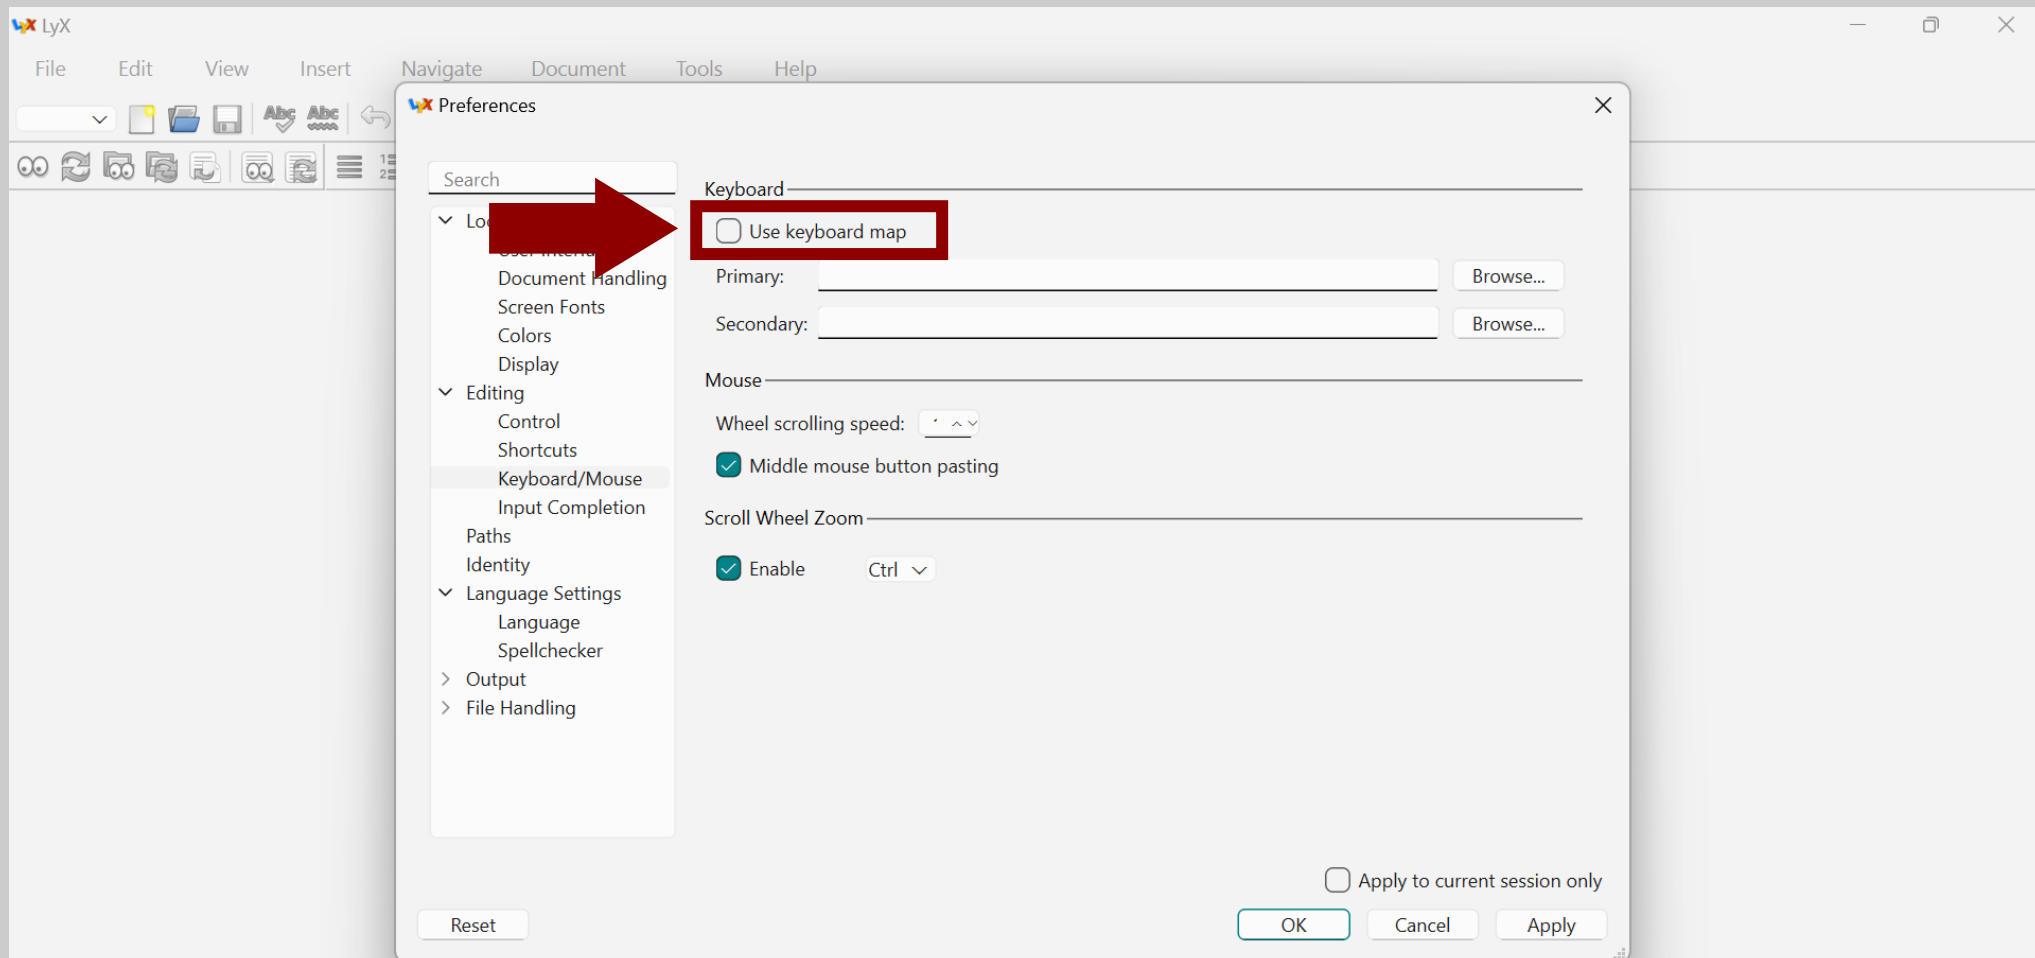 LyX
File Edit View Insert Navigate Document Tools Help
Preferences
Search
Document Handling
Screen Fonts
Colors
Display
Editing
Control
Shortcuts
Keyboard/Mouse
Input Completion
Paths
Identity
Language Settings
Language
Spellchecker
Output
File Handling
Keyboard
Use keyboard map
Primary: Browse...
Secondary: Browse...
Mouse
Wheel scrolling speed:
Middle mouse button pasting
Scroll Wheel Zoom
Enable Ctrl
Apply to current session only
Reset OK Cancel Apply